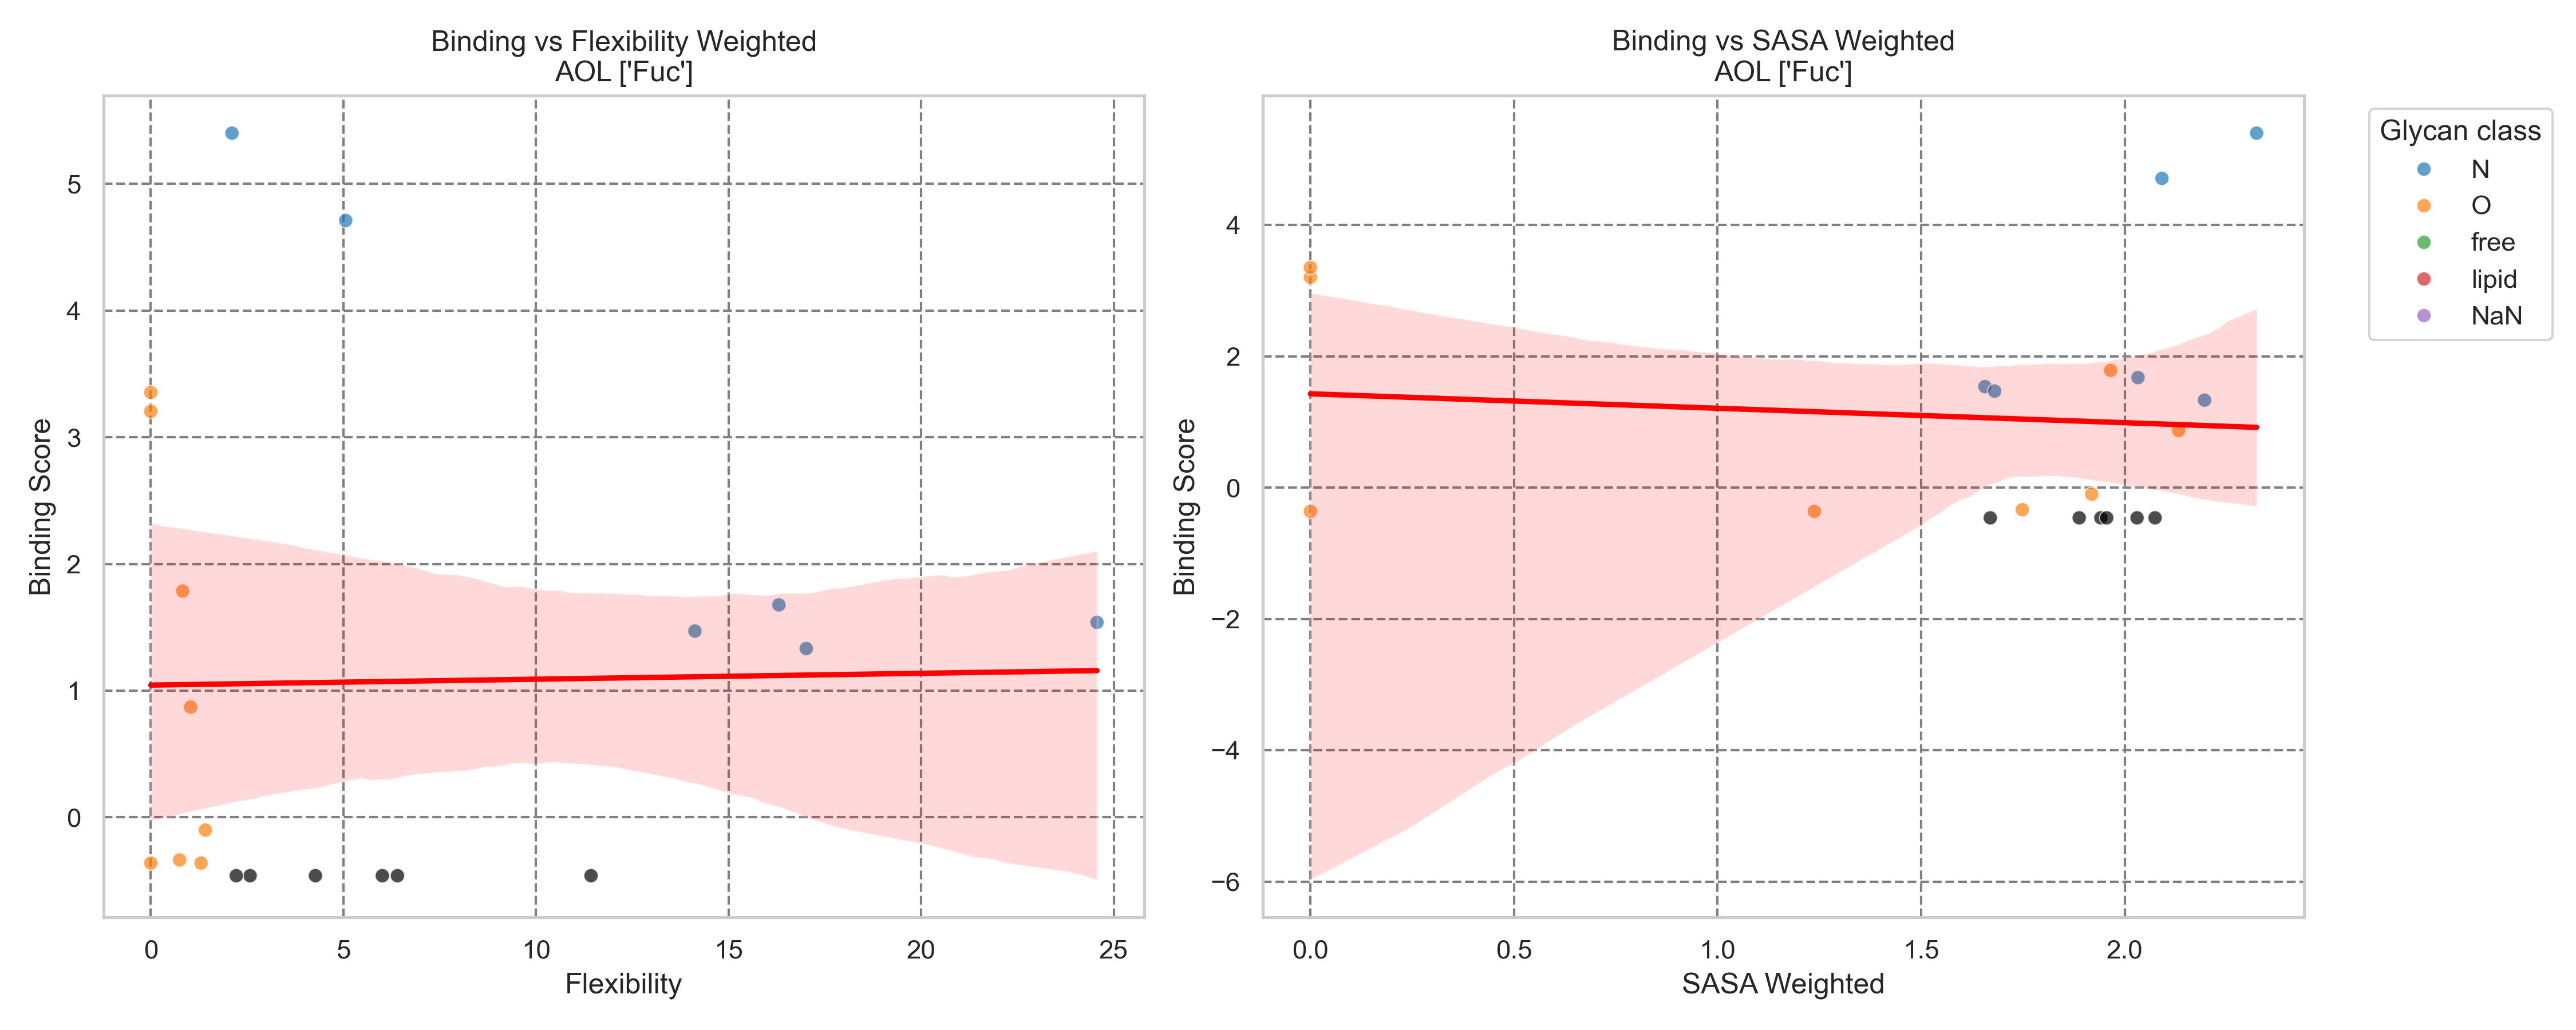 Binding vs Flexibility Weighted
AOL ['Fuc']
Binding Score
5
4
3
2
1
0
0
5
10
15
20
25
Flexibility
Binding vs SASA Weighted
AOL ['Fuc']
Binding Score
4
2
0
−2
−4
−6
0.0
0.5
1.0
1.5
2.0
SASA Weighted
Glycan class
N
O
free
lipid
NaN